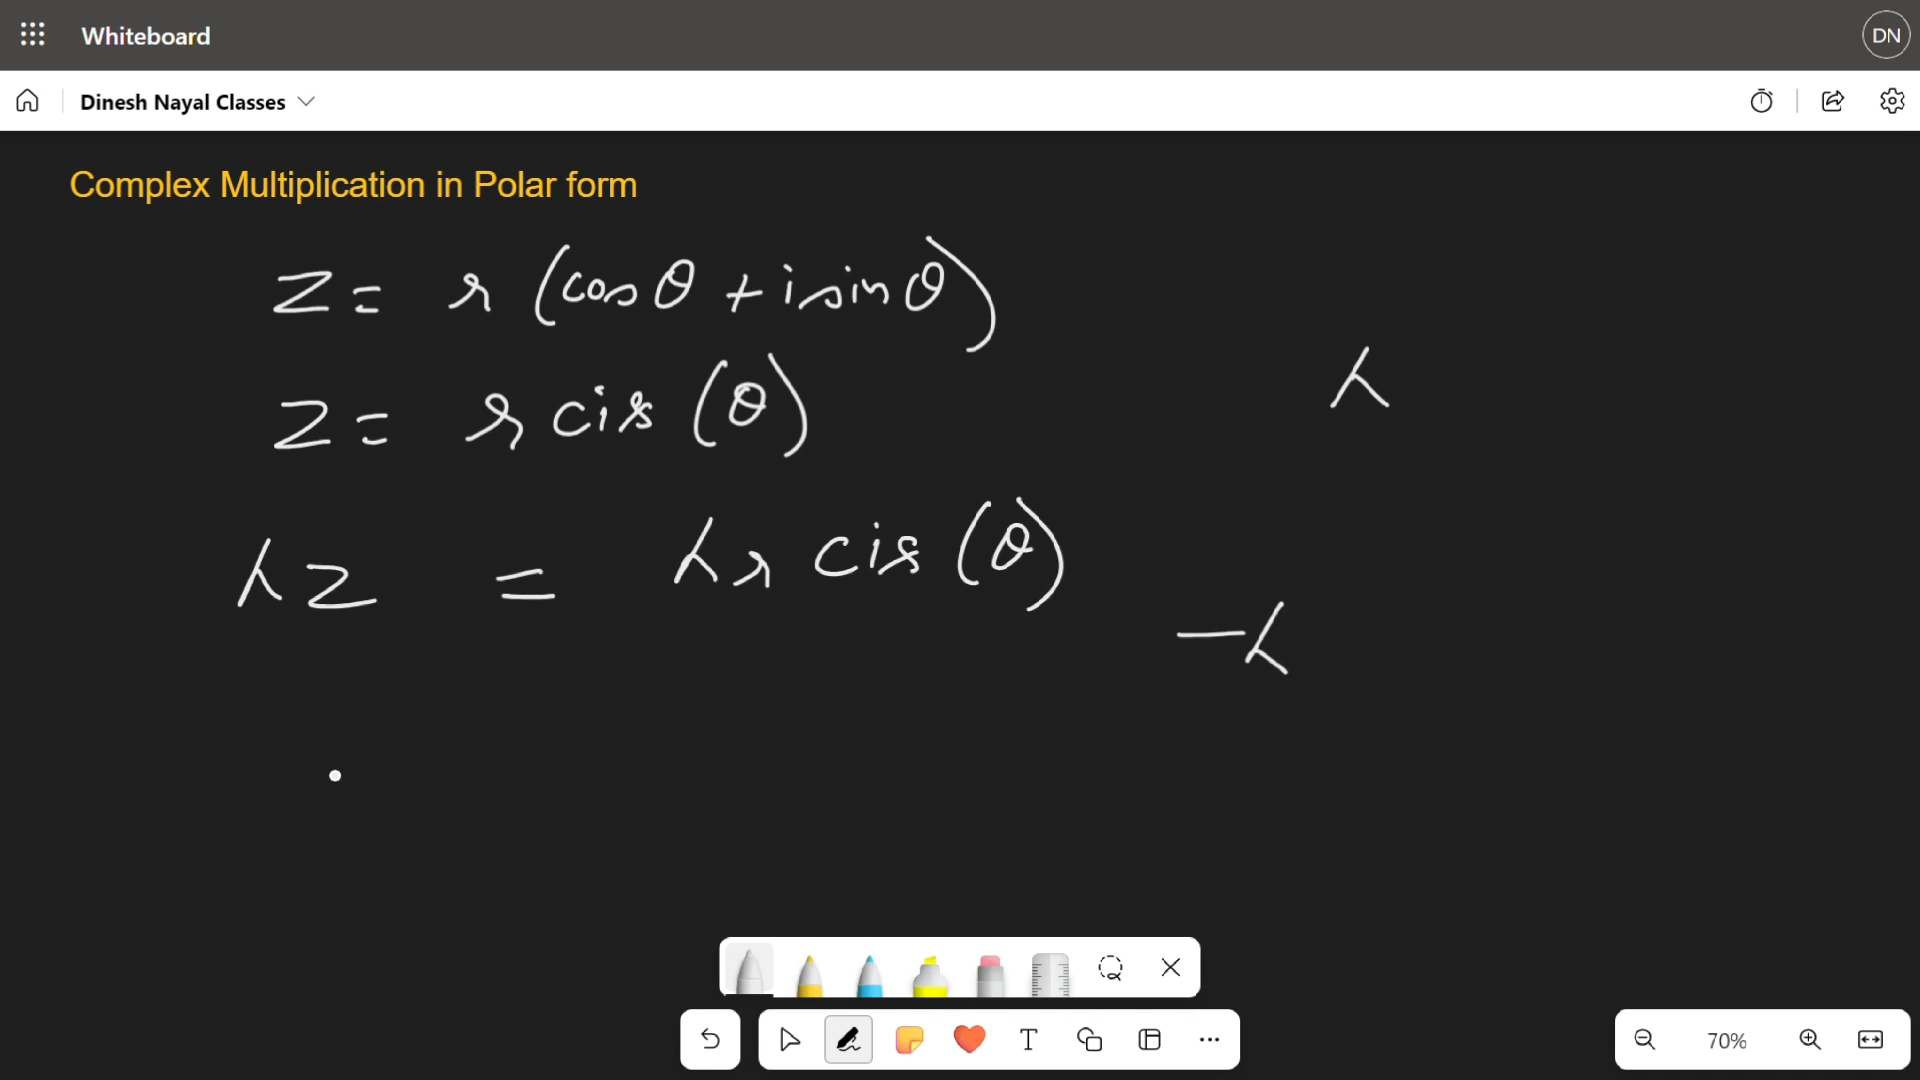 Whiteboard
DN
Dinesh Nayal Classes
Complex Multiplication in Polar form
z = r (cos θ + i sin θ)
z = r cis (θ)
λ
λz = λr cis (θ)
-λ
70%